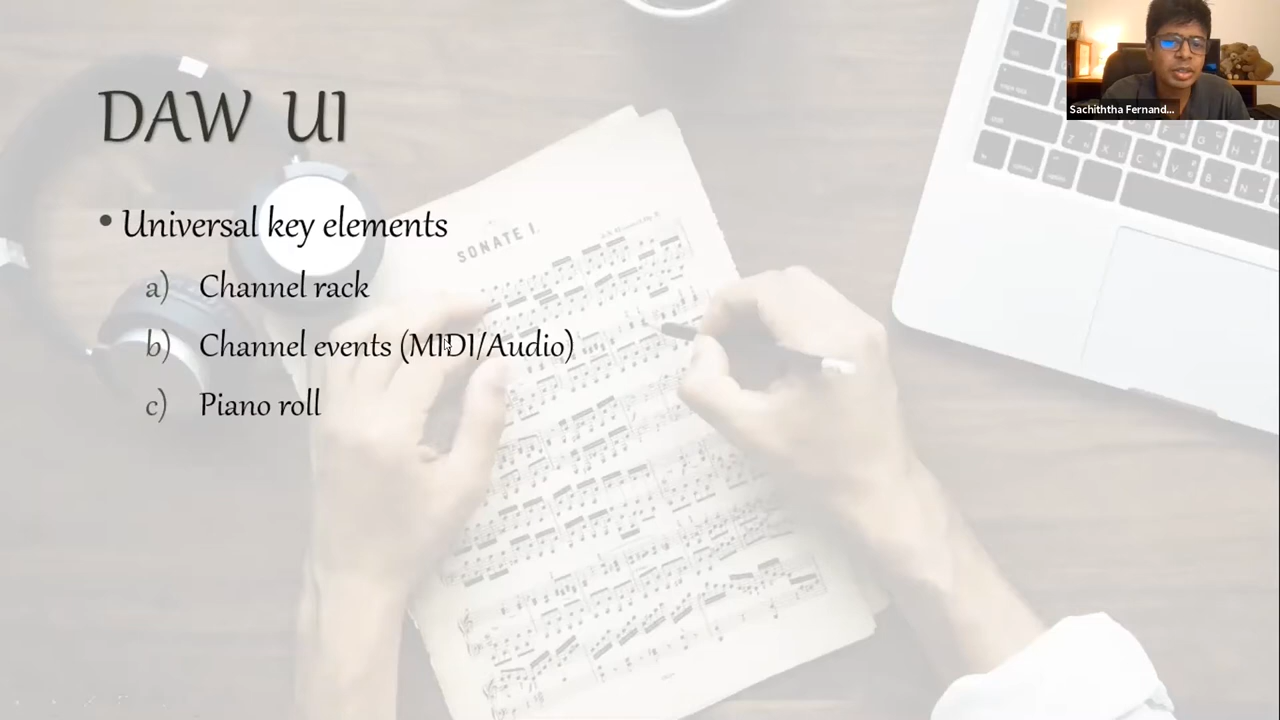 DAW UI
• Universal key elements
a) Channel rack
b) Channel events (MIDI/Audio)
c) Piano roll
SONATE I.
Sachiththa Fernand...